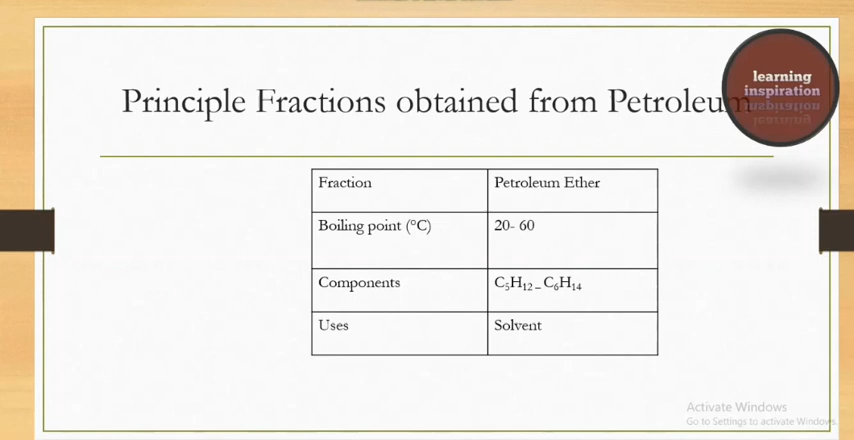 learning
inspiration
Principle Fractions obtained from Petroleum
Fraction Petroleum Ether
Boiling point (°C) 20- 60
Components C₅H₁₂ – C₆H₁₄
Uses Solvent
Activate Windows
Go to Settings to activate Windows.